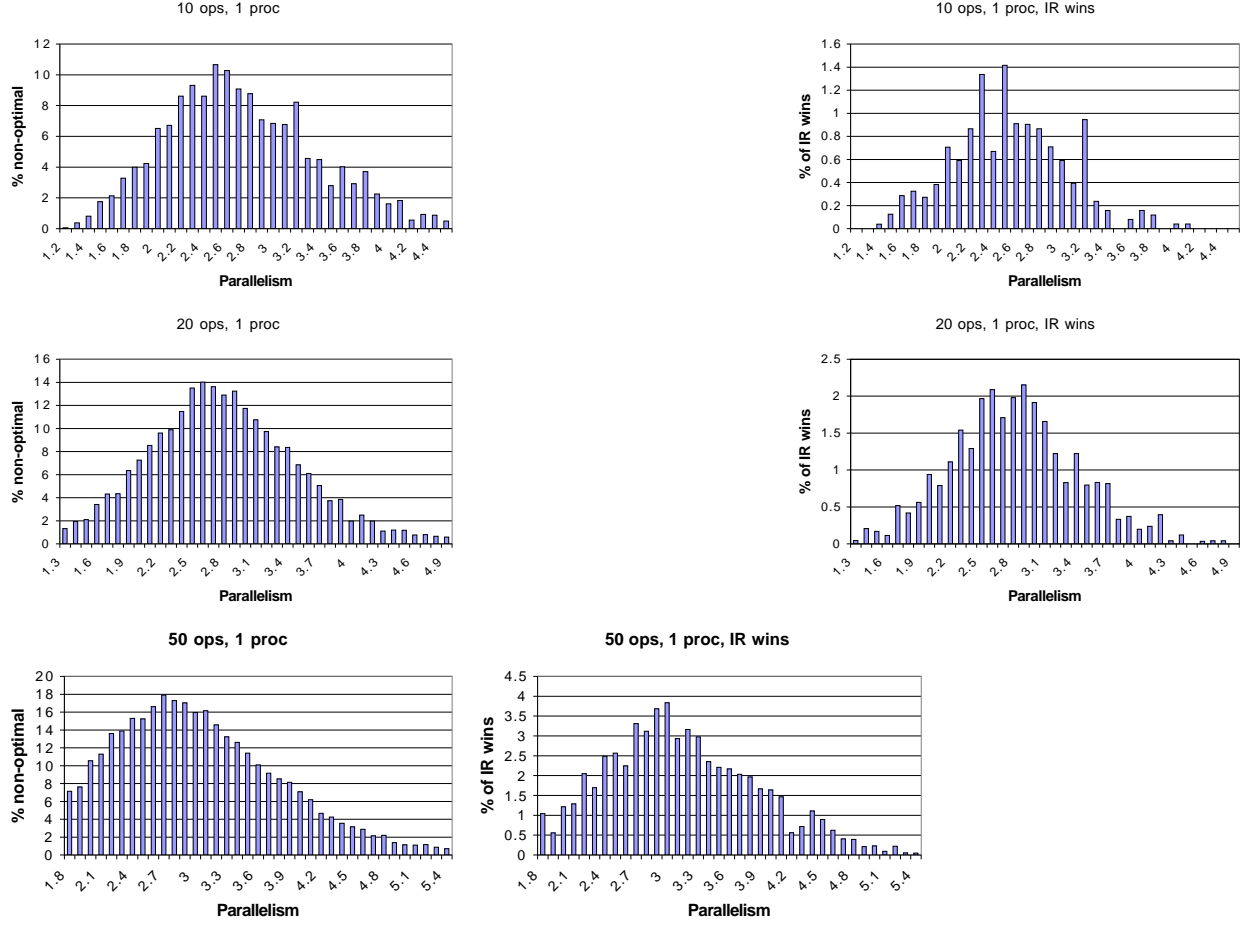 10 ops, 1 proc
12
10
8
6
4
2
0
% non-optimal
1.2 1.4 1.6 1.8 2 2.2 2.4 2.6 2.8 3 3.2 3.4 3.6 3.8 4 4.2 4.4
Parallelism
10 ops, 1 proc, IR wins
1.6
1.4
1.2
1
0.8
0.6
0.4
0.2
0
% of IR wins
1.2 1.4 1.6 1.8 2 2.2 2.4 2.6 2.8 3 3.2 3.4 3.6 3.8 4 4.2 4.4
Parallelism
20 ops, 1 proc
16
14
12
10
8
6
4
2
0
% non-optimal
1.3 1.6 1.9 2.2 2.5 2.8 3.1 3.4 3.7 4 4.3 4.6 4.9
Parallelism
20 ops, 1 proc, IR wins
2.5
2
1.5
1
0.5
0
% of IR wins
1.3 1.6 1.9 2.2 2.5 2.8 3.1 3.4 3.7 4 4.3 4.6 4.9
Parallelism
50 ops, 1 proc
20
18
16
14
12
10
8
6
4
2
0
% non-optimal
1.8 2.1 2.4 2.7 3 3.3 3.6 3.9 4.2 4.5 4.8 5.1 5.4
Parallelism
50 ops, 1 proc, IR wins
4.5
4
3.5
3
2.5
2
1.5
1
0.5
0
% of IR wins
1.8 2.1 2.4 2.7 3 3.3 3.6 3.9 4.2 4.5 4.8 5.1 5.4
Parallelism